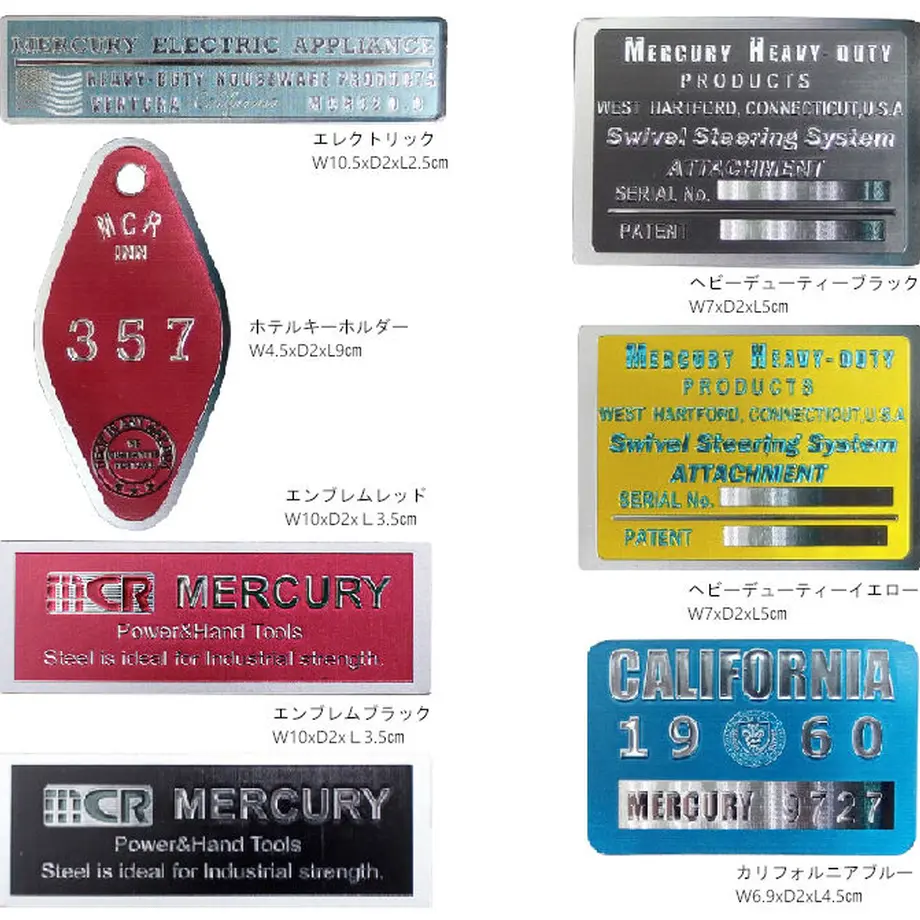 MERCURY ELECTRIC APPLIANCE
HEAVY-DUTY HOUSEWARE PRODUCTS
VENTURA California
エレクトリック
W10.5xD2xL2.5㎝
MCR
INN
357
ホテルキーホルダー
W4.5xD2xL9㎝
エンブレムレッド
W10xD2xL3.5㎝
MCR MERCURY
Power&Hand Tools
Steel is ideal for Industrial strength.
エンブレムブラック
W10xD2xL3.5㎝
MCR MERCURY
Power&Hand Tools
Steel is ideal for Industrial strength.
MERCURY HEAVY-DUTY
PRODUCTS
WEST HARTFORD, CONNECTICUT,U.S.A
Swivel Steering System
ATTACHMENT
SERIAL No.
PATENT
ヘビーデューティーブラック
W7xD2xL5㎝
MERCURY HEAVY-DUTY
PRODUCTS
WEST HARTFORD, CONNECTICUT,U.S.A
Swivel Steering System
ATTACHMENT
SERIAL No.
PATENT
ヘビーデューティーイエロー
W7xD2xL5㎝
CALIFORNIA
19 60
MERCURY 9727
カリフォルニアブルー
W6.9xD2xL4.5㎝